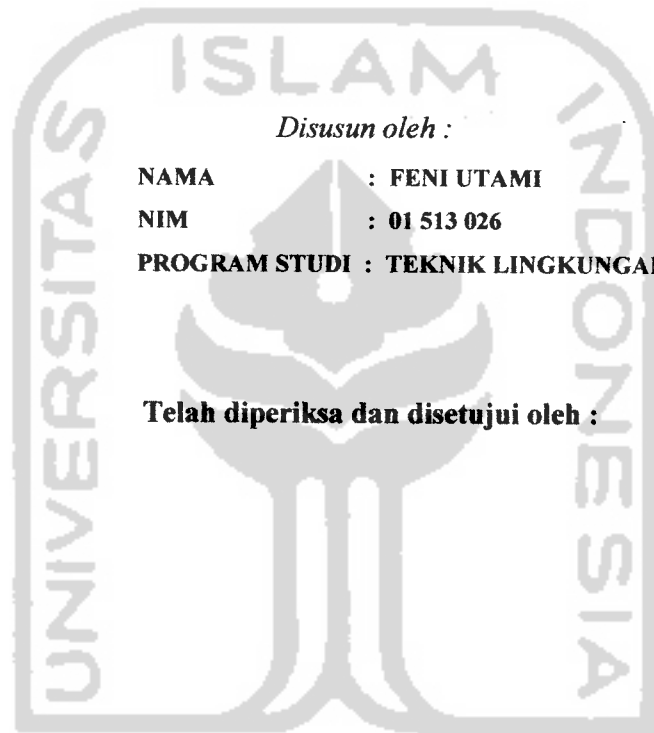 UNIVERSITAS ISLAM INDONESIA
Disusun oleh :
NAMA : FENI UTAMI
NIM : 01 513 026
PROGRAM STUDI : TEKNIK LINGKUNGAN
Telah diperiksa dan disetujui oleh :